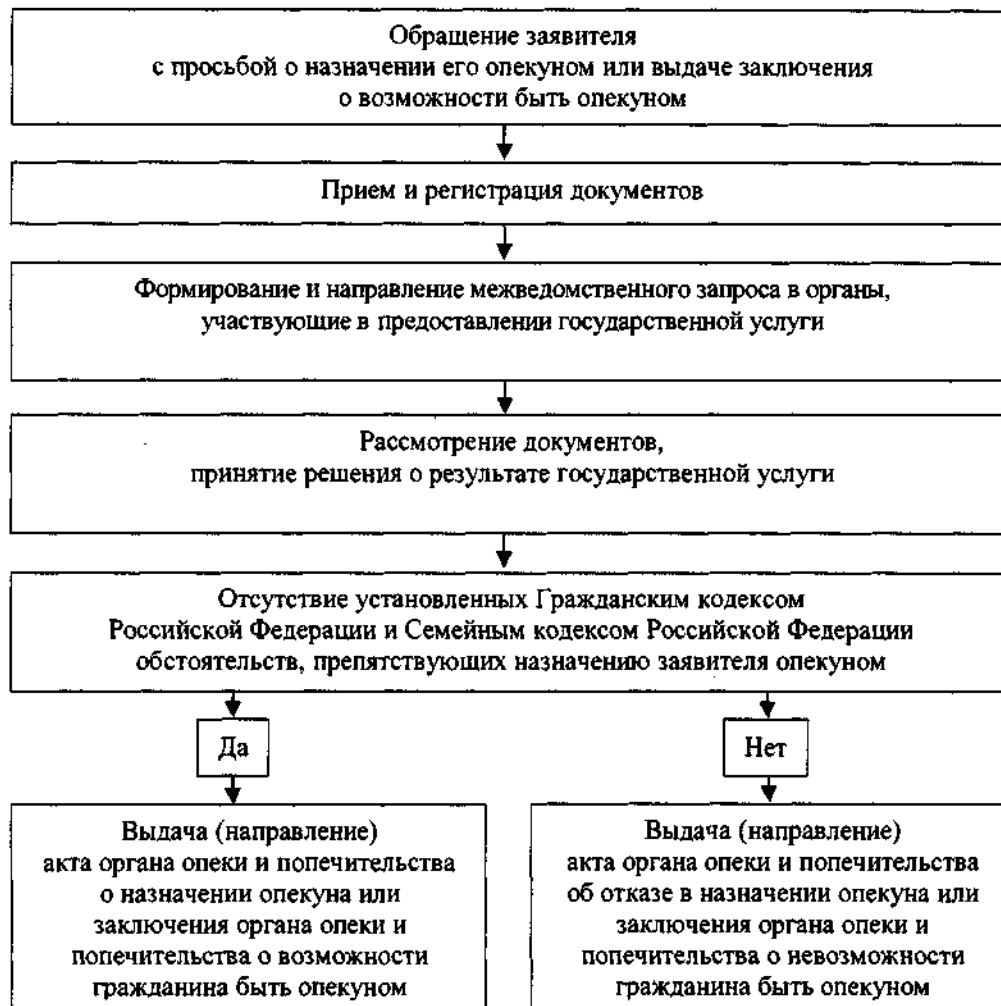 Обращение заявителя
с просьбой о назначении его опекуном или выдаче заключения
о возможности быть опекуном
Прием и регистрация документов
Формирование и направление межведомственного запроса в органы,
участвующие в предоставлении государственной услуги
Рассмотрение документов,
принятие решения о результате государственной услуги
Отсутствие установленных Гражданским кодексом
Российской Федерации и Семейным кодексом Российской Федерации
обстоятельств, препятствующих назначению заявителя опекуном
Да
Нет
Выдача (направление)
акта органа опеки и попечительства
о назначении опекуна или
заключения органа опеки и
попечительства о возможности
гражданина быть опекуном
Выдача (направление)
акта органа опеки и попечительства
об отказе в назначении опекуна или
заключения органа опеки и
попечительства о невозможности
гражданина быть опекуном